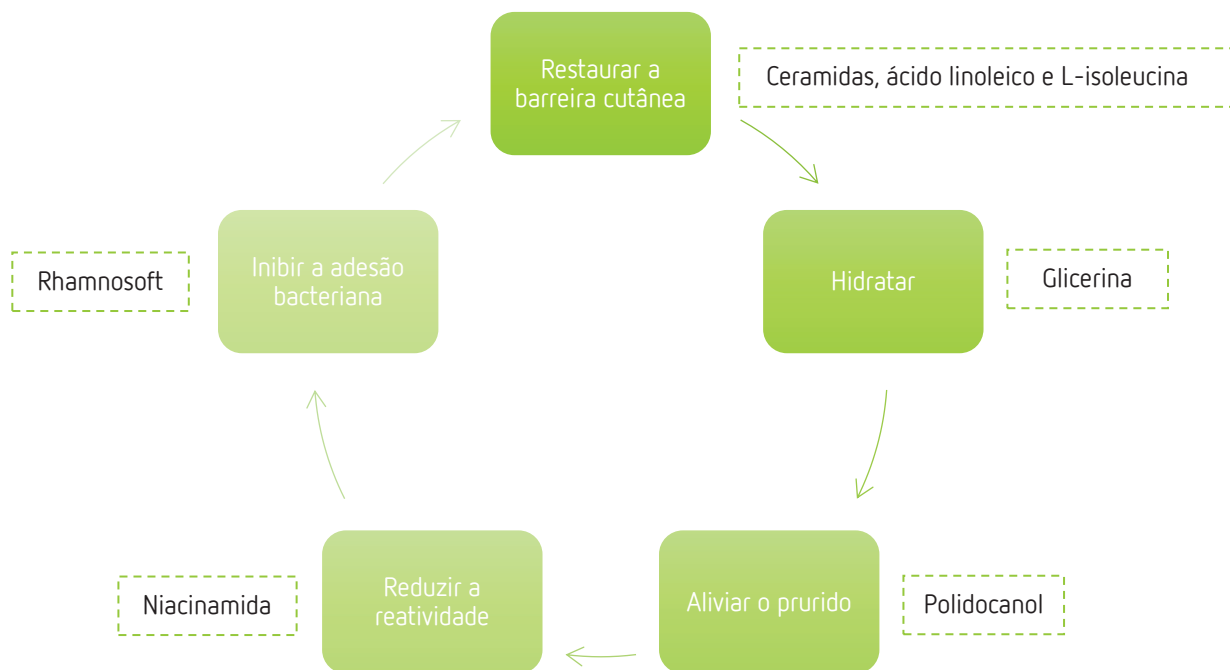 Restaurar a
barreira cutânea
Ceramidas, ácido linoleico e L-isoleucina
Hidratar
Glicerina
Aliviar o prurido
Polidocanol
Reduzir a
reatividade
Niacinamida
Inibir a adesão
bacteriana
Rhamnosoft